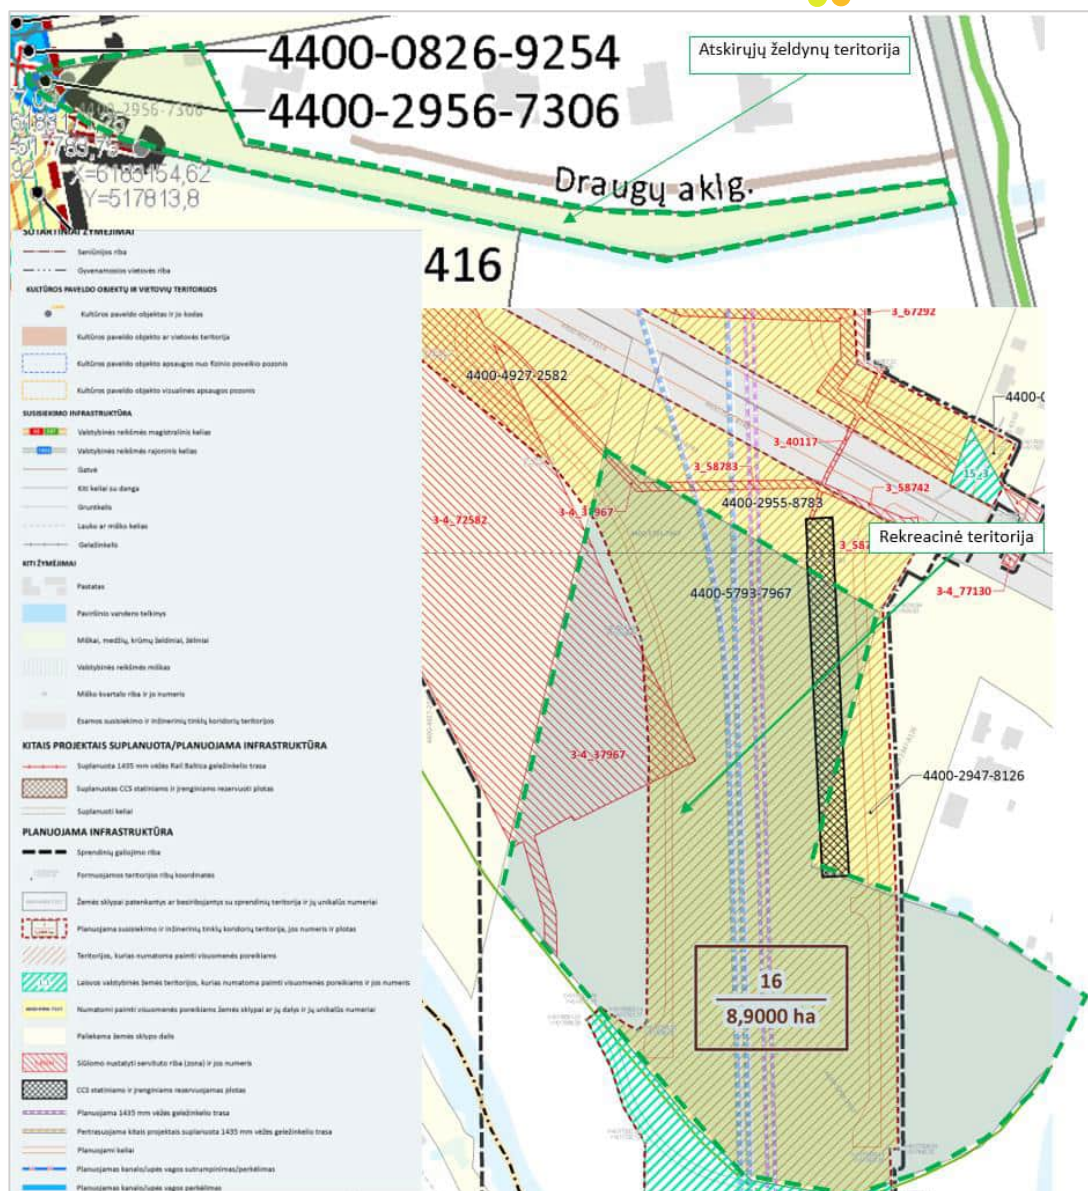 4400-0826-9254
4400-2956-7306
Atskirųjų želdynų teritorija
4400-2956-7306
X=6185154,62
Y=517813,8
Draugų aklg.
416
SUTARTINIAI ŽYMĖJIMAI
Seniūnijos riba
Gyvenamosios vietovės riba
KULTŪROS PAVELDO OBJEKTŲ IR VIETOVIŲ TERITORIJOS
Kultūros paveldo objektas ir jo kodas
Kultūros paveldo objekto ar vietovės teritorija
Kultūros paveldo objekto apsaugos nuo fizinio poveikio pozonis
Kultūros paveldo objekto vizualinės apsaugos pozonis
SUSISIEKIMO INFRASTRUKTŪRA
Valstybinės reikšmės magistralinis kelias
Valstybinės reikšmės rajoninis kelias
Gatvė
Kiti keliai su danga
Gruntkelis
Lauko ar miško kelias
Geležinkelis
KITI ŽYMĖJIMAI
Pastatas
Paviršinio vandens telkinys
Miškai, medžių, krūmų želdiniai, želmiai
Valstybinės reikšmės miškas
Miško kvartalo riba ir jo numeris
Esamos susisiekimo ir inžinerinių tinklų koridorių teritorijos
KITAIS PROJEKTAIS SUPLANUOTA/PLANUOJAMA INFRASTRUKTŪRA
Suplanuota 1435 mm vėžės Rail Baltica geležinkelio trasa
Suplanuotas CCS statiniams ir įrenginiams rezervuoti plotas
Suplanuoti keliai
PLANUOJAMA INFRASTRUKTŪRA
Sprendinių galiojimo riba
Formuojamos teritorijos ribų koordinatės
Žemės sklypai patenkantys ar besiribojantys su sprendinių teritorija ir jų unikalūs numeriai
Planuojama susisiekimo ir inžinerinių tinklų koridorių teritorija, jos numeris ir plotas
Teritorijos, kurias numatoma paimti visuomenės poreikiams
Laisvos valstybinės žemės teritorijos, kurias numatoma paimti visuomenės poreikiams ir jos numeris
Numatomi paimti visuomenės poreikiams žemės sklypai ar jų dalys ir jų unikalūs numeriai
Paliekama žemės sklypo dalis
Siūlomo nustatyti servituto riba (zona) ir jos numeris
CCS statiniams ir įrenginiams rezervuojamas plotas
Planuojama 1435 mm vėžės geležinkelio trasa
Pertrasuojama kitais projektais suplanuota 1435 mm vėžės geležinkelio trasa
Planuojami keliai
Planuojamas kanalo/upės vagos sutrumpinimas/perkėlimas
Planuojamas kanalo/upės vagos perkėlimas
3_67292
4400-4927-2582
3_40117
15_3
3_58783
3_58742
4400-2955-8783
3-4_37967
3-4_72582
Rekreacinė teritorija
3-4_77130
4400-5793-7967
3-4_37967
4400-2947-8126
16
8,9000 ha